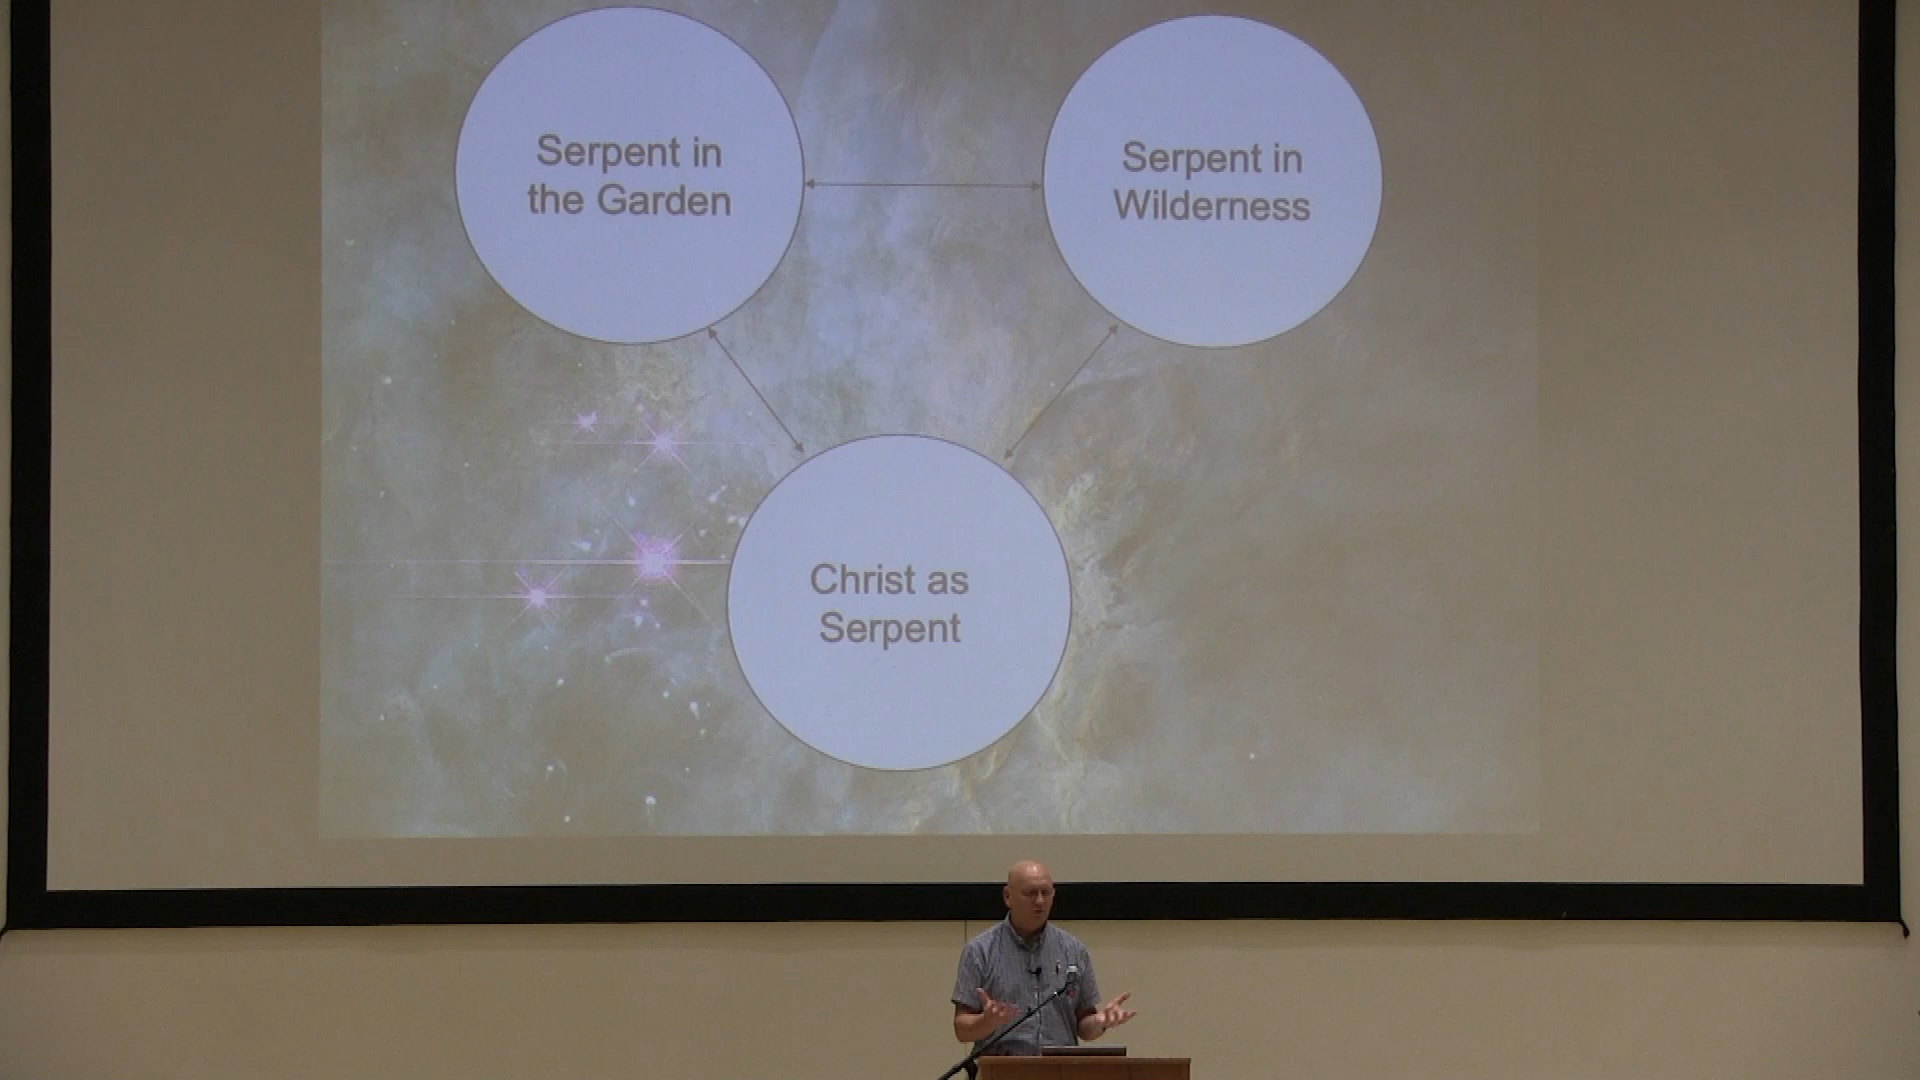 Serpent in
the Garden
Serpent in
Wilderness
Christ as
Serpent